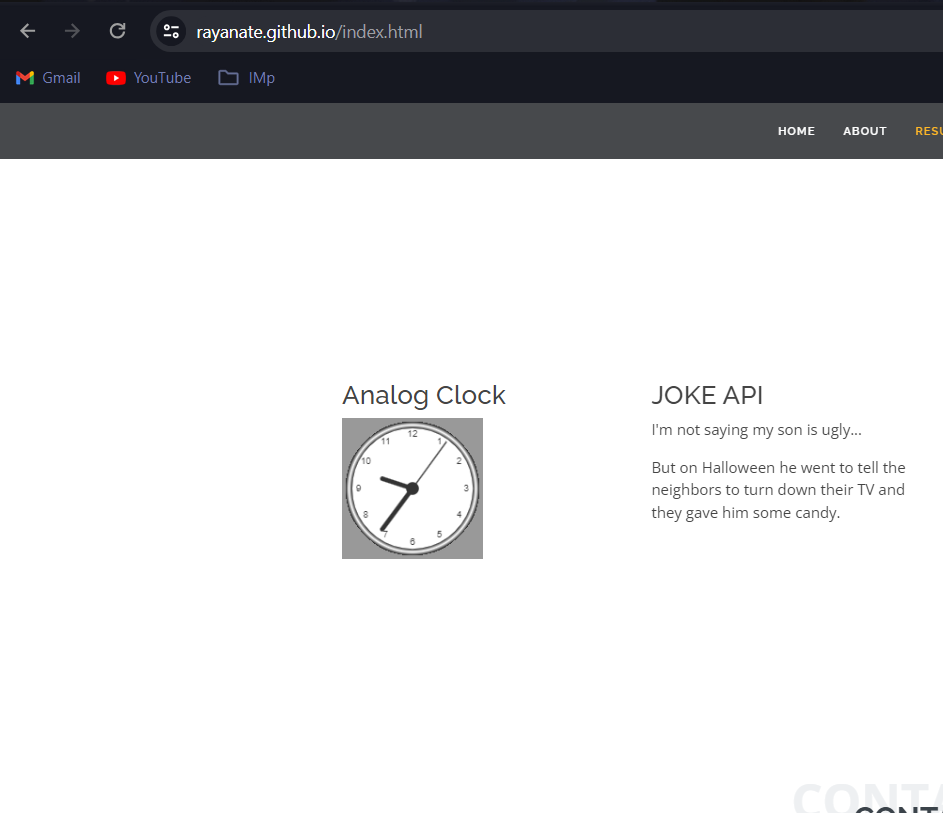 rayanate.github.io/index.html
Gmail YouTube IMp
HOME ABOUT RESU
Analog Clock
JOKE API
12
11 1
10 2
9 3
8 4
7 5
6
I'm not saying my son is ugly...
But on Halloween he went to tell the
neighbors to turn down their TV and
they gave him some candy.
CONTA
CONTA